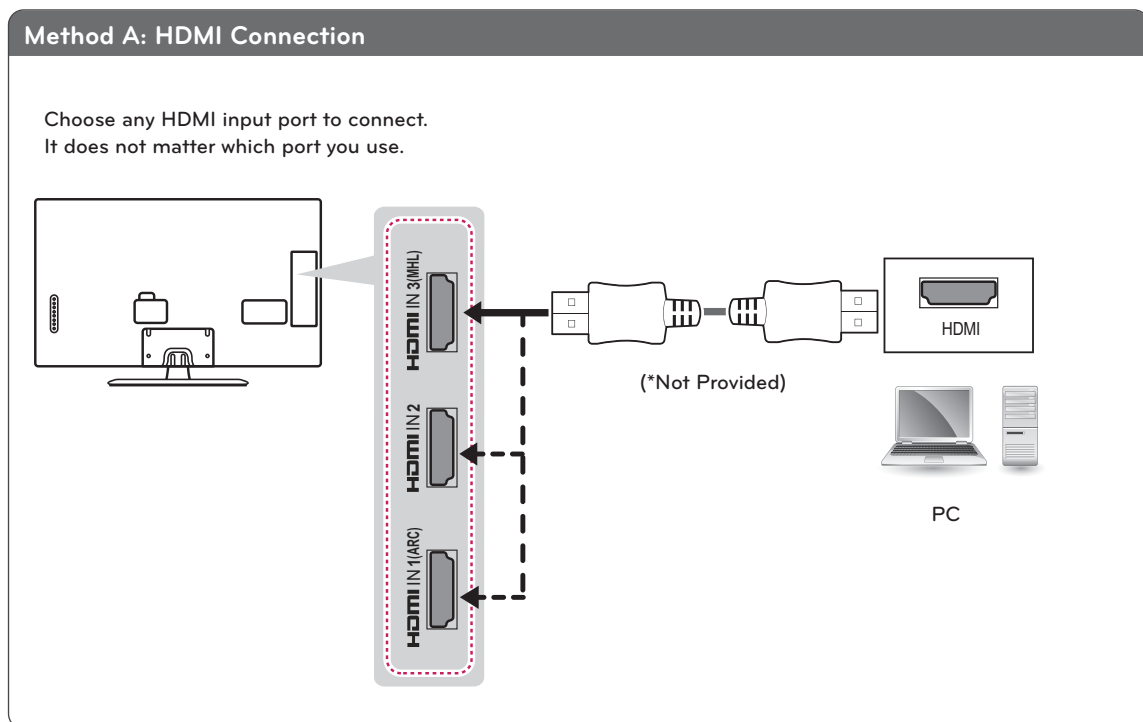 Method A: HDMI Connection
Choose any HDMI input port to connect.
It does not matter which port you use.
HDMI IN 3(MHL)
HDMI IN 2
HDMI IN 1(ARC)
(*Not Provided)
HDMI
PC